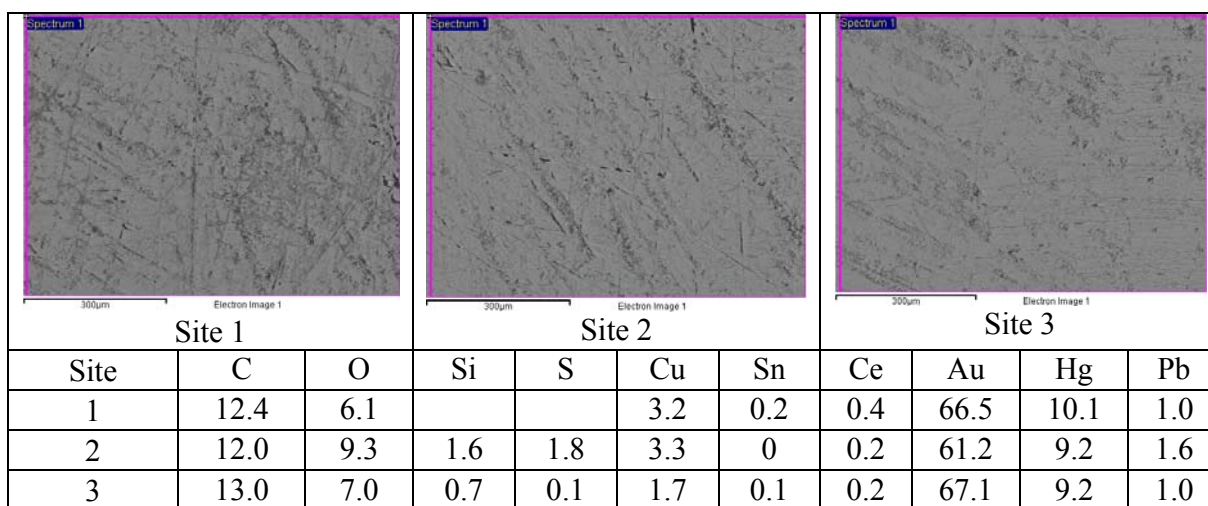 Spectrum 1 Spectrum 1 Spectrum 1
300µm Electron Image 1 300µm Electron Image 1 300µm Electron Image 1
Site 1 Site 2 Site 3
Site C O Si S Cu Sn Ce Au Hg Pb
1 12.4 6.1 3.2 0.2 0.4 66.5 10.1 1.0
2 12.0 9.3 1.6 1.8 3.3 0 0.2 61.2 9.2 1.6
3 13.0 7.0 0.7 0.1 1.7 0.1 0.2 67.1 9.2 1.0